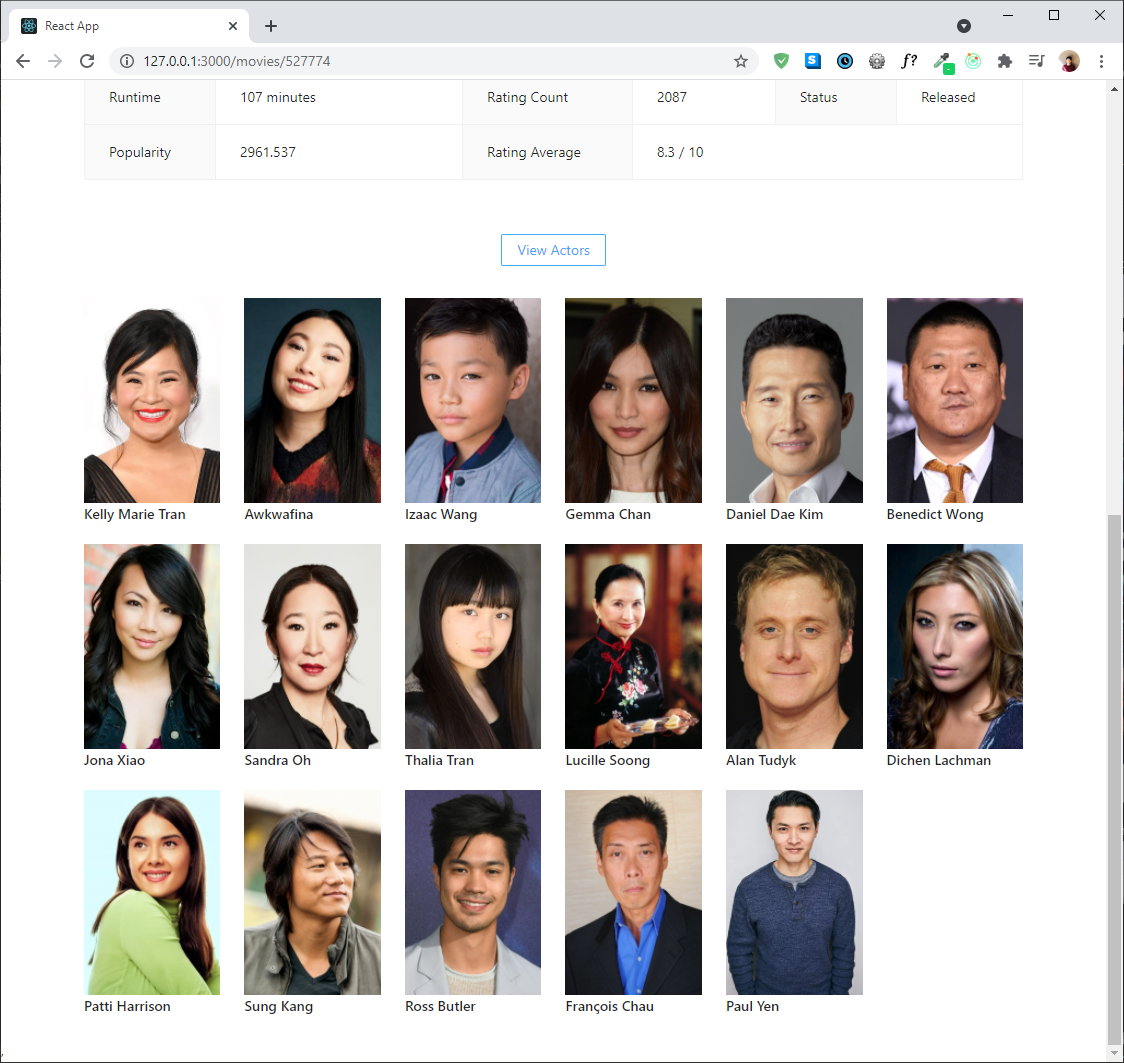 React App
127.0.0.1:3000/movies/527774
S
f?
Runtime 107 minutes Rating Count 2087 Status Released
Popularity 2961.537 Rating Average 8.3 / 10
View Actors
Kelly Marie Tran Awkwafina Izaac Wang Gemma Chan Daniel Dae Kim Benedict Wong
Jona Xiao Sandra Oh Thalia Tran Lucille Soong Alan Tudyk Dichen Lachman
Patti Harrison Sung Kang Ross Butler François Chau Paul Yen